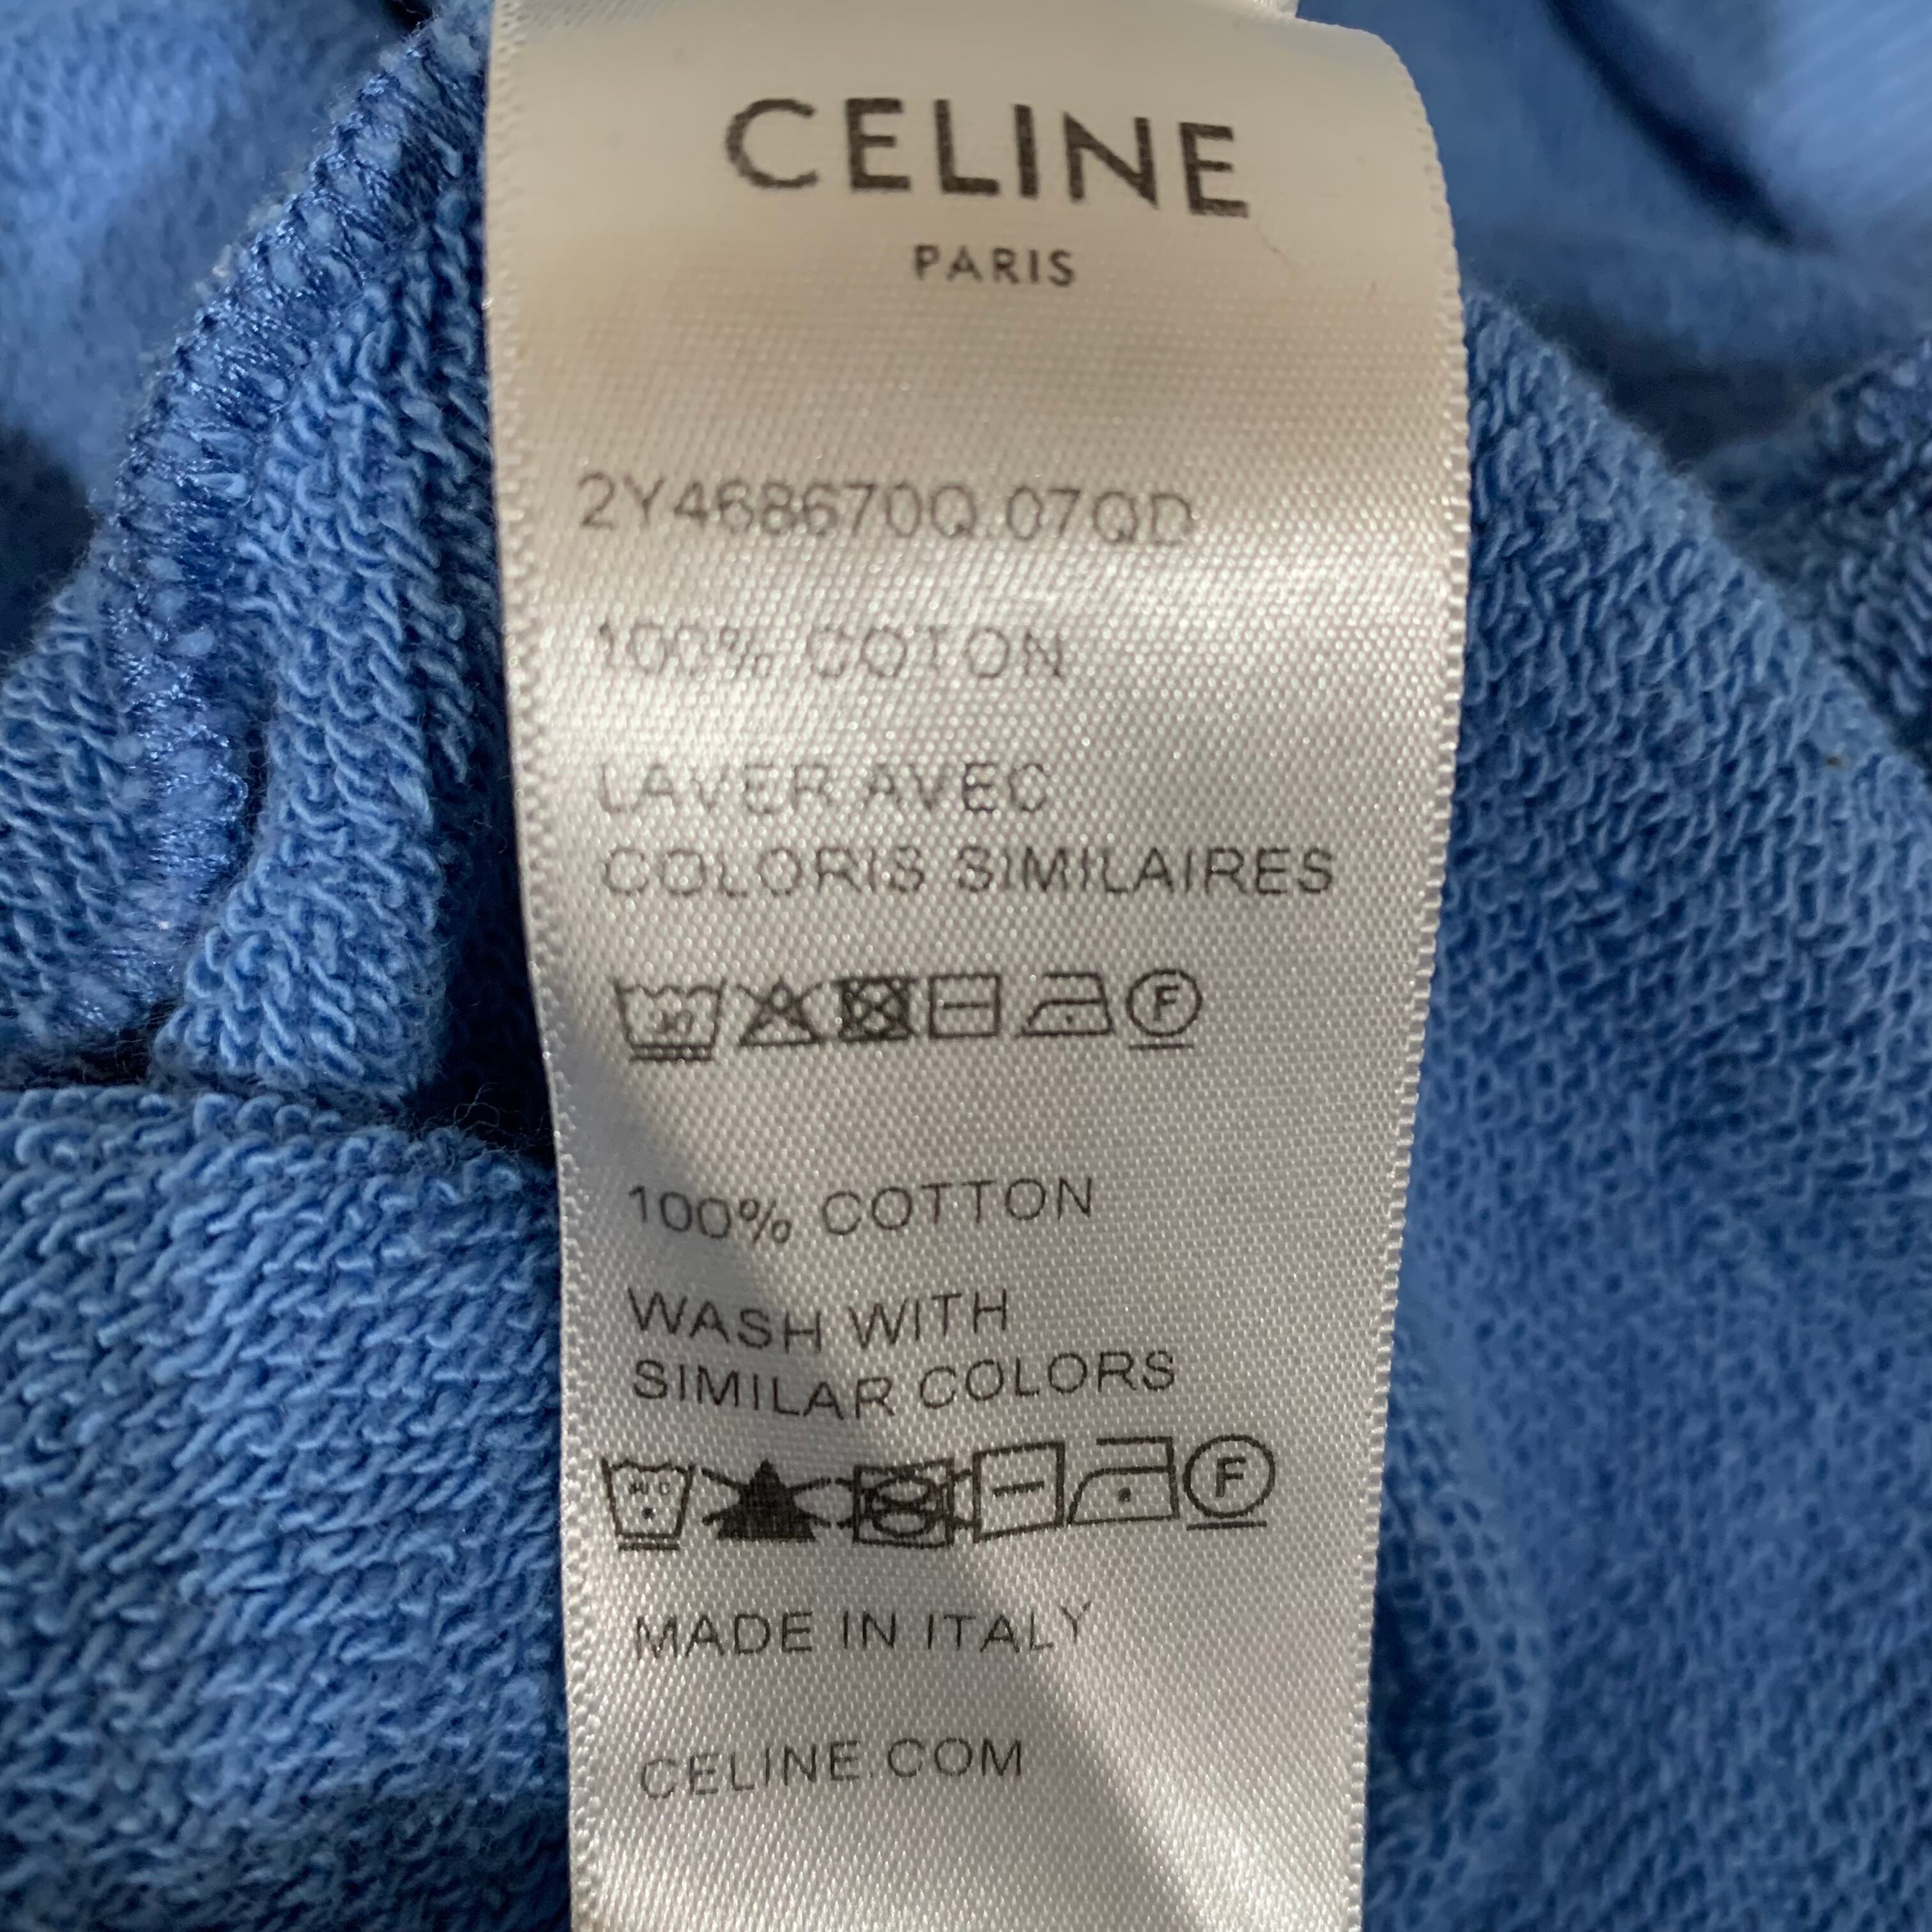 CELINE
PARIS
2Y468670Q.07QD
100% COTON
LAVER AVEC
COLORIS SIMILAIRES
F
100% COTTON
WASH WITH
SIMILAR COLORS
F
MADE IN ITALY
CELINE.COM